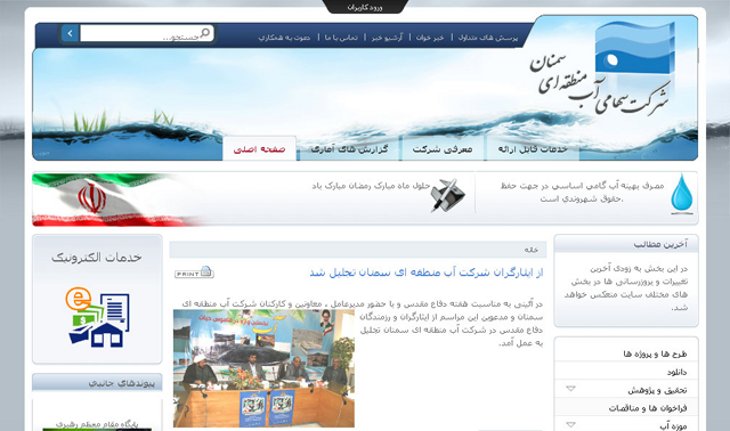 ورود کاربران
پرسش های متداول | خبر خوان | آرشیو خبر | تماس با ما | دعوت به همکاری
جستجو...
شرکت سهامی آب منطقه ای سمنان
خدمات قابل ارائه
معرفی شرکت
گزارش های آماری
صفحه اصلی
مصرف بهینه آب گامی اساسی در جهت حفظ
حقوق شهروندی است.
حلول ماه مبارک رمضان مبارک باد
آخرین مطالب
در این بخش به زودی آخرین
تغییرات و بروزرسانی ها در بخش
های مختلف سایت منعکس خواهد
شد.
طرح ها و پروژه ها
دانلود
تحقیق و پژوهش
فراخوان ها و مناقصات
موزه آب
خانه
از ایثارگران شرکت آب منطقه ای سمنان تجلیل شد
PRINT
در آئینی به مناسبت هفته دفاع مقدس و با حضور مدیرعامل ، معاونین و کارکنان شرکت آب منطقه ای
سمنان و مدعوین این مراسم از ایثارگران و رزمندگان
دفاع مقدس در شرکت آب منطقه ای سمنان تجلیل
به عمل آمد.
خدمات الکترونیک
پیوندهای جانبی
پایگاه مقام معظم رهبری